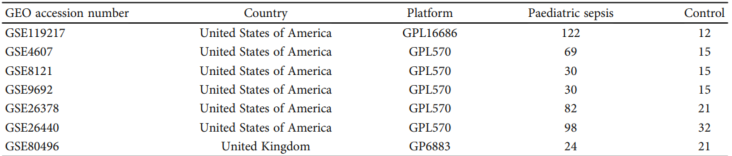 GEO accession number Country Platform Paediatric sepsis Control
GSE119217 United States of America GPL16686 122 12
GSE4607 United States of America GPL570 69 15
GSE8121 United States of America GPL570 30 15
GSE9692 United States of America GPL570 30 15
GSE26378 United States of America GPL570 82 21
GSE26440 United States of America GPL570 98 32
GSE80496 United Kingdom GP6883 24 21